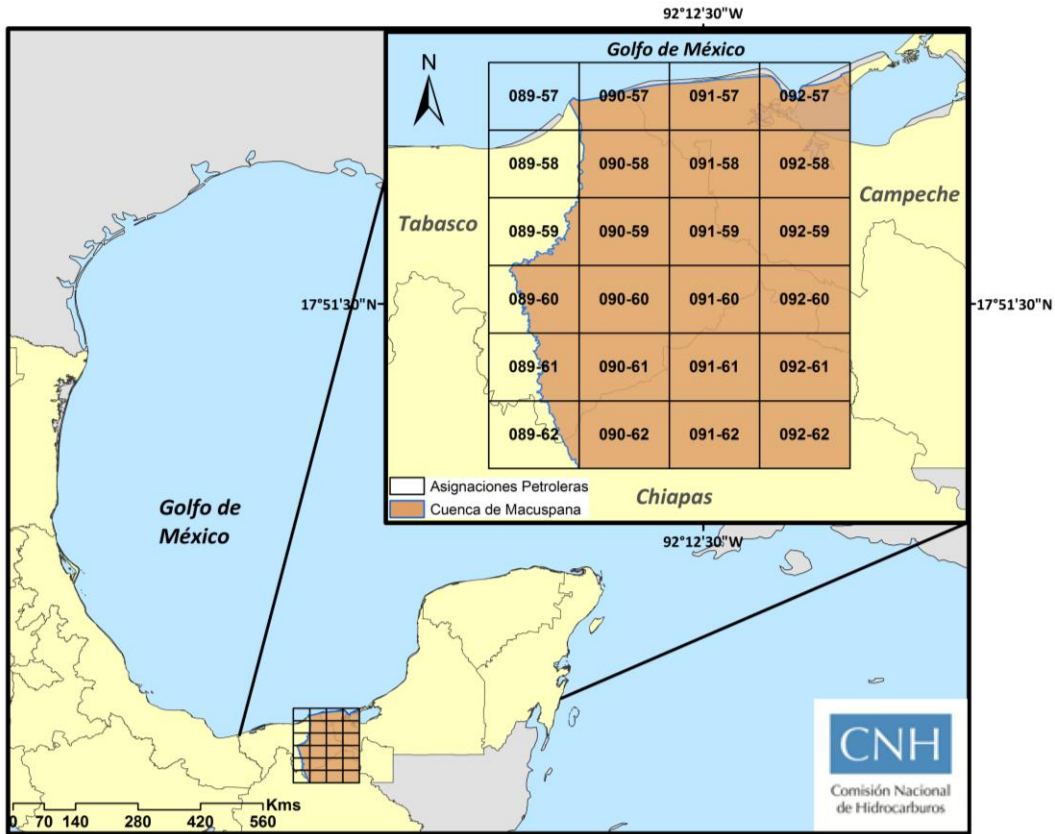 92°12'30"W
Golfo de México
N
089-57 090-57 091-57 092-57
089-58 090-58 091-58 092-58
Campeche
Tabasco
089-59 090-59 091-59 092-59
17°51'30"N
089-60 090-60 091-60 092-60
17°51'30"N
089-61 090-61 091-61 092-61
089-62 090-62 091-62 092-62
Asignaciones Petroleras
Cuenca de Macuspana
Chiapas
92°12'30"W
Golfo de
México
CNH
Comisión Nacional
de Hidrocarburos
Kms
0 70 140 280 420 560